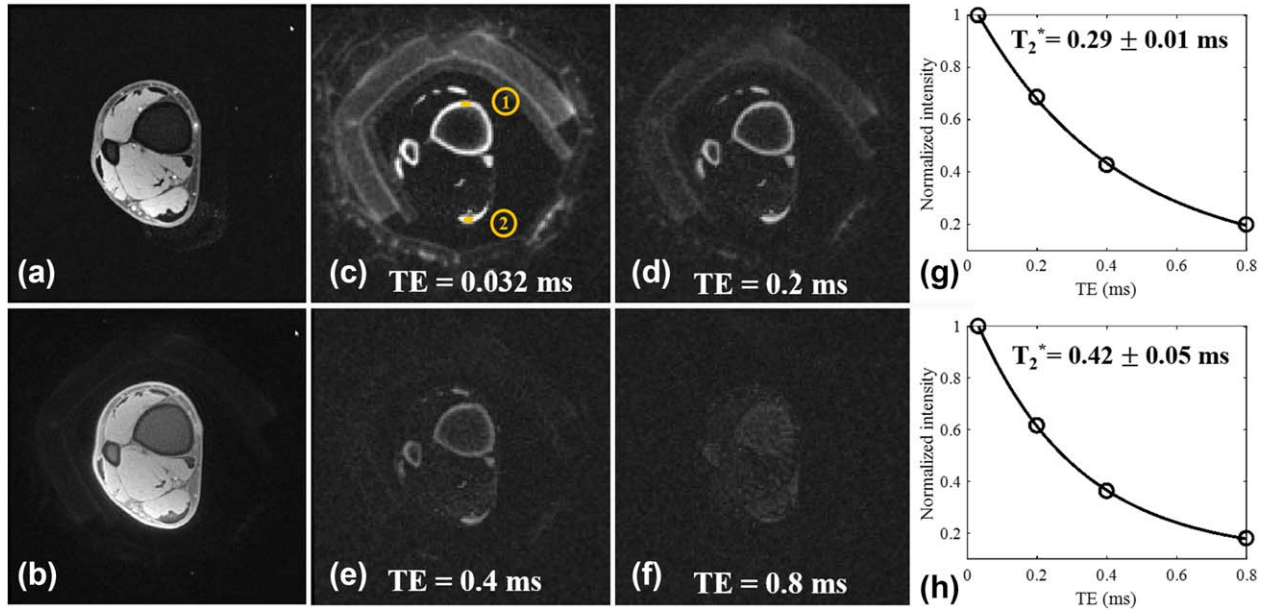 (a)
①
②
(c) TE = 0.032 ms
(d) TE = 0.2 ms
T₂* = 0.29 ± 0.01 ms
Normalized intensity
1
0.8
0.6
0.4
0.2
0 0.2 0.4 0.6 0.8
TE (ms)
(g)
(b)
(e) TE = 0.4 ms
(f) TE = 0.8 ms
T₂* = 0.42 ± 0.05 ms
Normalized intensity
1
0.8
0.6
0.4
0.2
0 0.2 0.4 0.6 0.8
TE (ms)
(h)